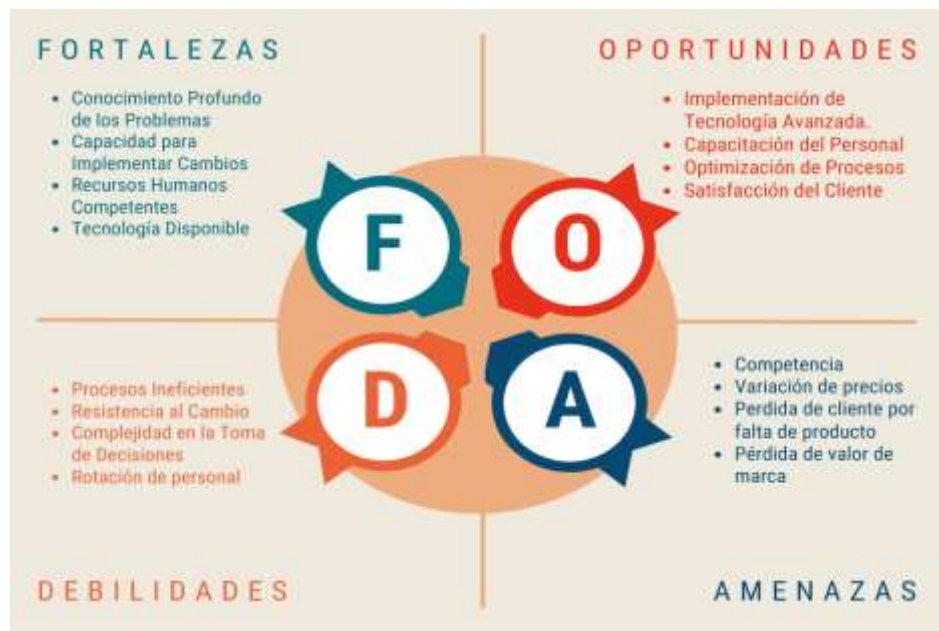 FORTALEZAS
• Conocimiento Profundo
de los Problemas
• Capacidad para
Implementar Cambios
• Recursos Humanos
Competentes
• Tecnología Disponible
OPORTUNIDADES
• Implementación de
Tecnología Avanzada.
• Capacitación del Personal
• Optimización de Procesos
• Satisfacción del Cliente
F
O
D
A
• Procesos Ineficientes
• Resistencia al Cambio
• Complejidad en la Toma
de Decisiones
• Rotación de personal
DEBILIDADES
• Competencia
• Variación de precios
• Perdida de cliente por
falta de producto
• Pérdida de valor de
marca
AMENAZAS